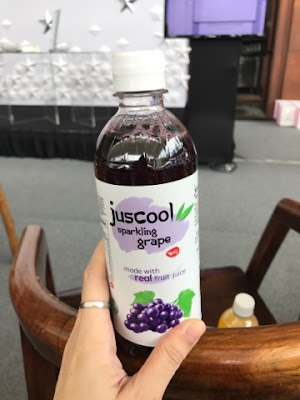 juscool
sparkling
grape
made with
real fruit juice